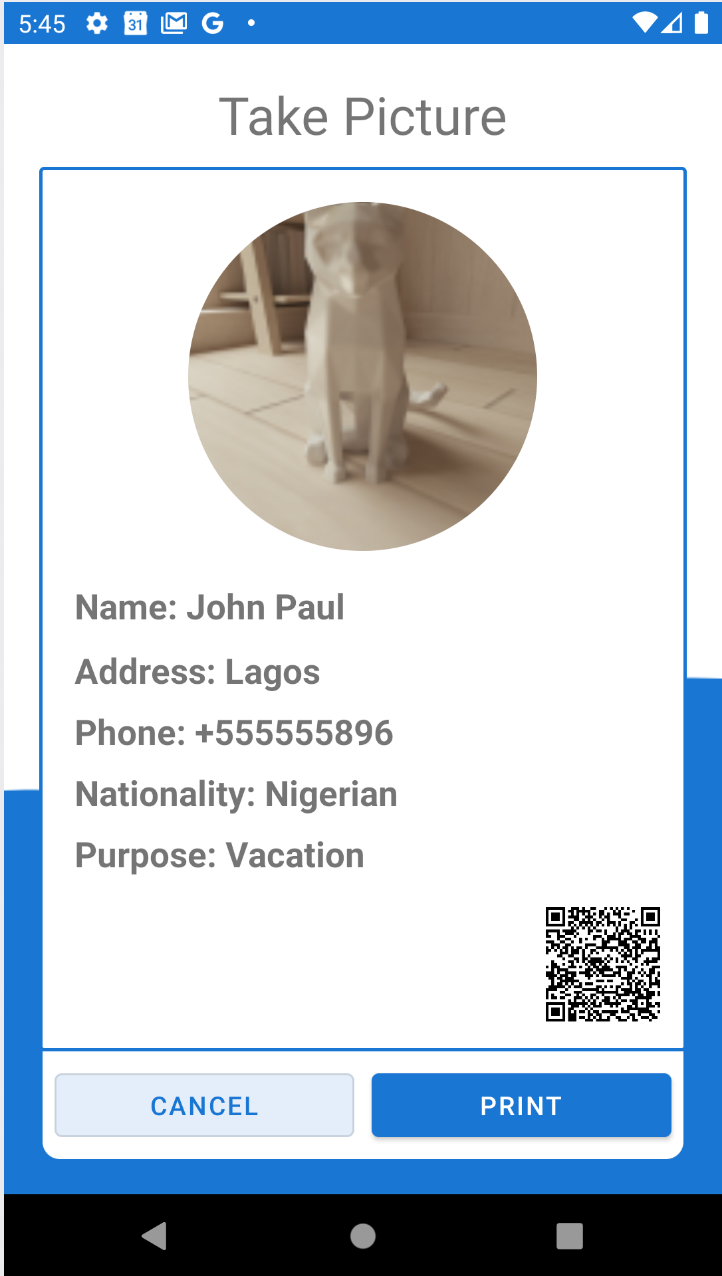 5:45
31
G
Take Picture
Name: John Paul
Address: Lagos
Phone: +555555896
Nationality: Nigerian
Purpose: Vacation
CANCEL
PRINT